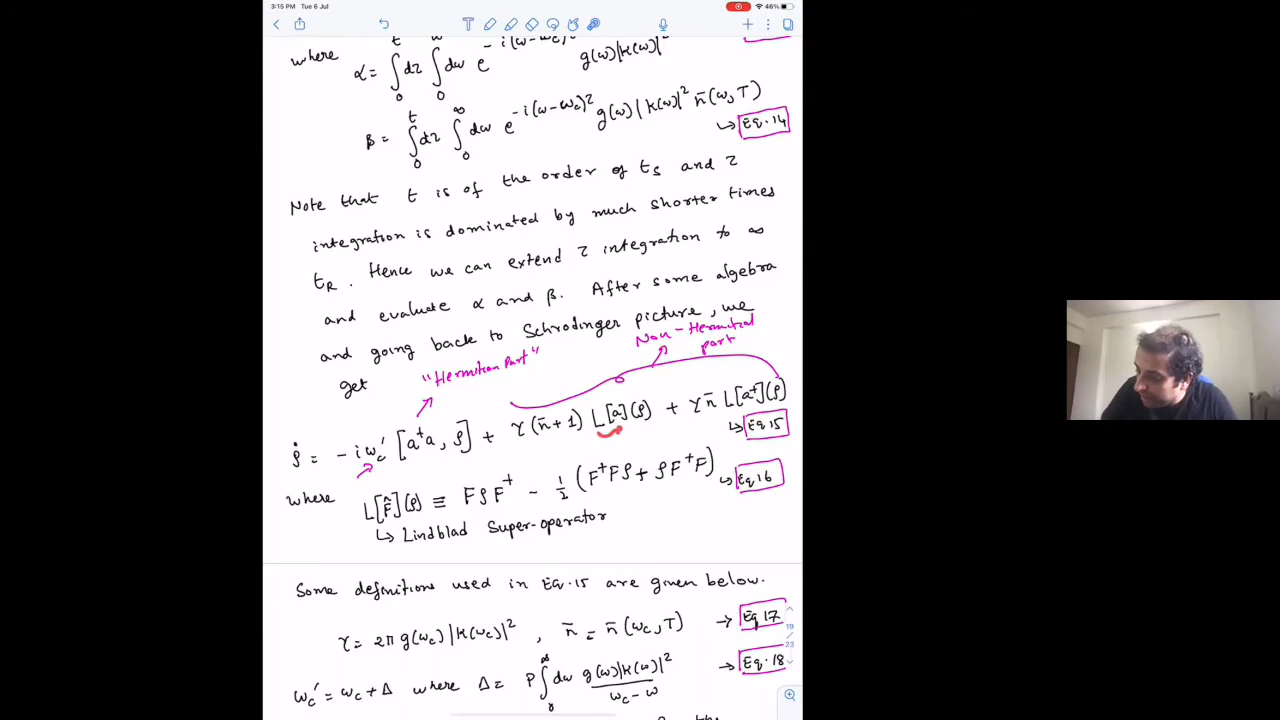 3:15 PM Tue 6 Jul
46%
where α = ∫₀ᵗ dτ ∫₀^∞ dω e^{-i(ω-ω_c)τ} g(ω)|k(ω)|²
β = ∫₀ᵗ dτ ∫₀^∞ dω e^{-i(ω-ω_c)τ} g(ω)|k(ω)|² n̄(ω,T)
↳ Eq.14
Note that t is of the order of t_S and τ
integration is dominated by much shorter times
t_R. Hence we can extend τ integration to ∞
and evaluate α and β. After some algebra
and going back to Schrodinger picture, we
get
"Hermitian Part"
Non-Hermitial part
ρ̇ = -iω_c' [a†a, ρ] + γ(n̄+1) L[a](ρ) + γn̄ L[a†](ρ)
↳ Eq 15
where L[F̂](ρ) ≡ FρF† - 1/2 (F†Fρ + ρF†F) ↳ Eq 16
↳ Lindblad Super-operator
Some definitions used in Eq.15 are given below.
γ = 2π g(ω_c)|k(ω_c)|² , n̄ = n̄(ω_c,T) → Eq 17
ω_c' = ω_c + Δ where Δ = P∫₀^∞ dω g(ω)|k(ω)|² / ω_c - ω → Eq.18
19
/
23
the